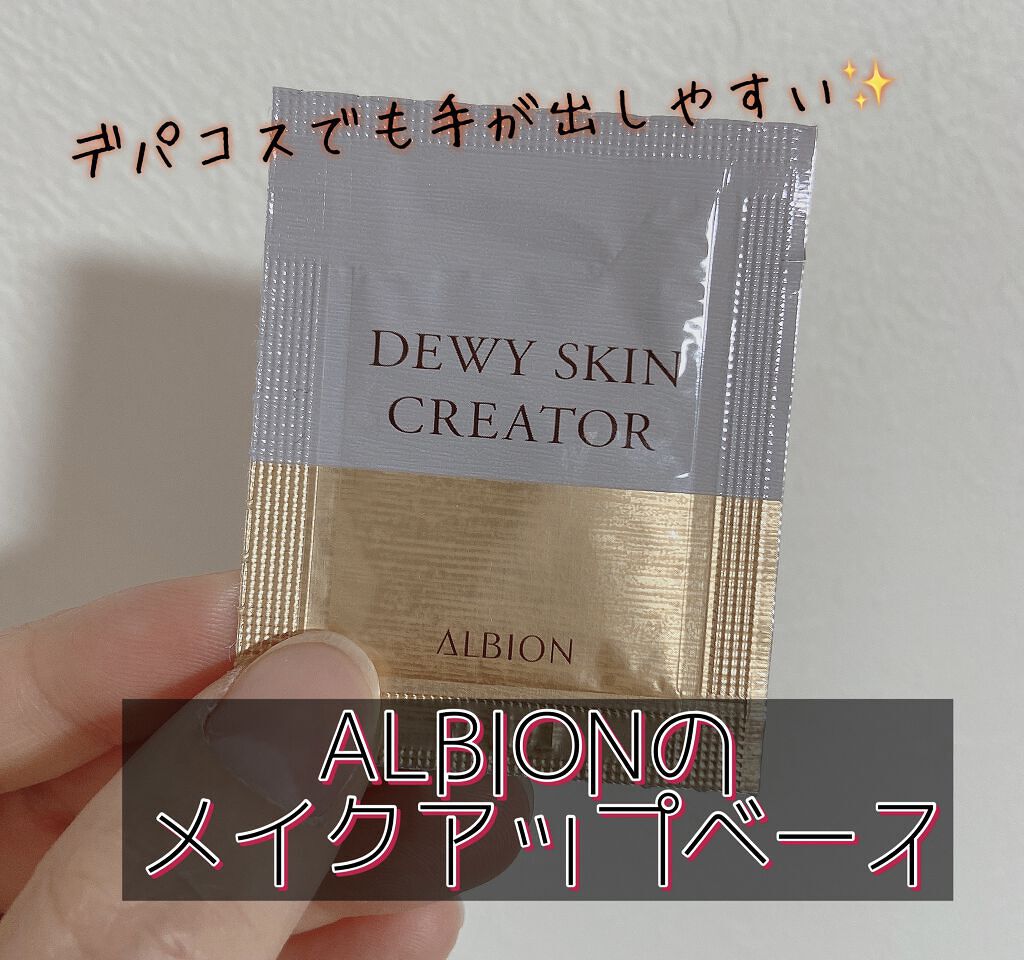 デパコスでも手が出しやすい✨
DEWY SKIN
CREATOR
ALBION
ALBIONの
メイクアップベース